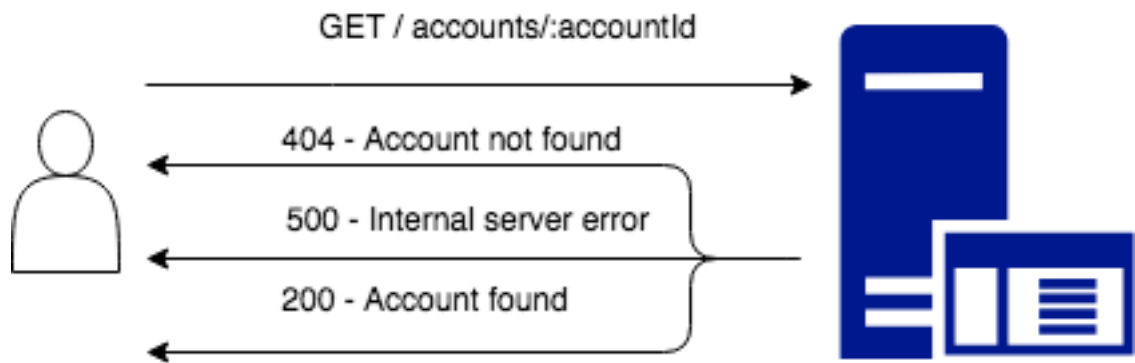 GET / accounts/:accountId
404 - Account not found
500 - Internal server error
200 - Account found